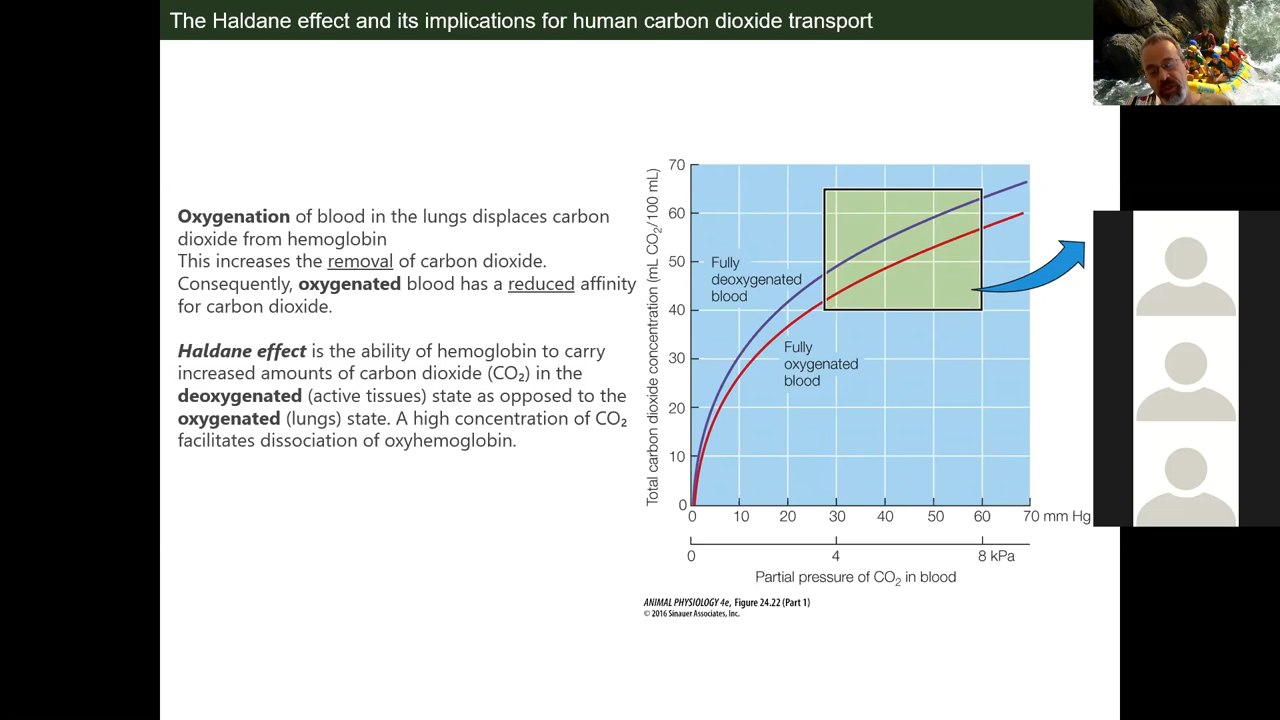 The Haldane effect and its implications for human carbon dioxide transport
Oxygenation of blood in the lungs displaces carbon
dioxide from hemoglobin
This increases the removal of carbon dioxide.
Consequently, oxygenated blood has a reduced affinity
for carbon dioxide.
Haldane effect is the ability of hemoglobin to carry
increased amounts of carbon dioxide (CO₂) in the
deoxygenated (active tissues) state as opposed to the
oxygenated (lungs) state. A high concentration of CO₂
facilitates dissociation of oxyhemoglobin.
Total carbon dioxide concentration (mL CO₂/100 mL)
70
60
50
40
30
20
10
0
Fully
deoxygenated
blood
Fully
oxygenated
blood
0 10 20 30 40 50 60 70 mm Hg
0 4 8 kPa
Partial pressure of CO₂ in blood
ANIMAL PHYSIOLOGY 4e, Figure 24.22 (Part 1)
© 2016 Sinauer Associates, Inc.